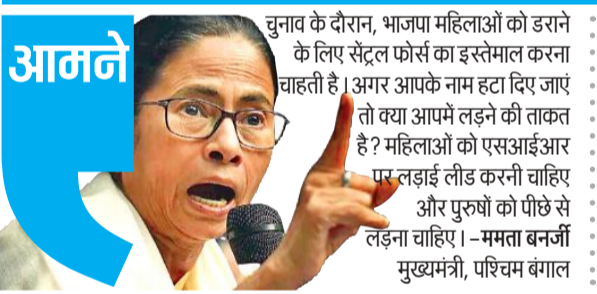 आमने
चुनाव के दौरान, भाजपा महिलाओं को डराने
के लिए सेंट्रल फोर्स का इस्तेमाल करना
चाहती है। अगर आपके नाम हटा दिए जाएं
तो क्या आपमें लड़ने की ताकत
है? महिलाओं को एसआईआर
पर लड़ाई लीड करनी चाहिए
और पुरुषों को पीछे से
लड़ना चाहिए। -ममता बनर्जी
मुख्यमंत्री, पश्चिम बंगाल